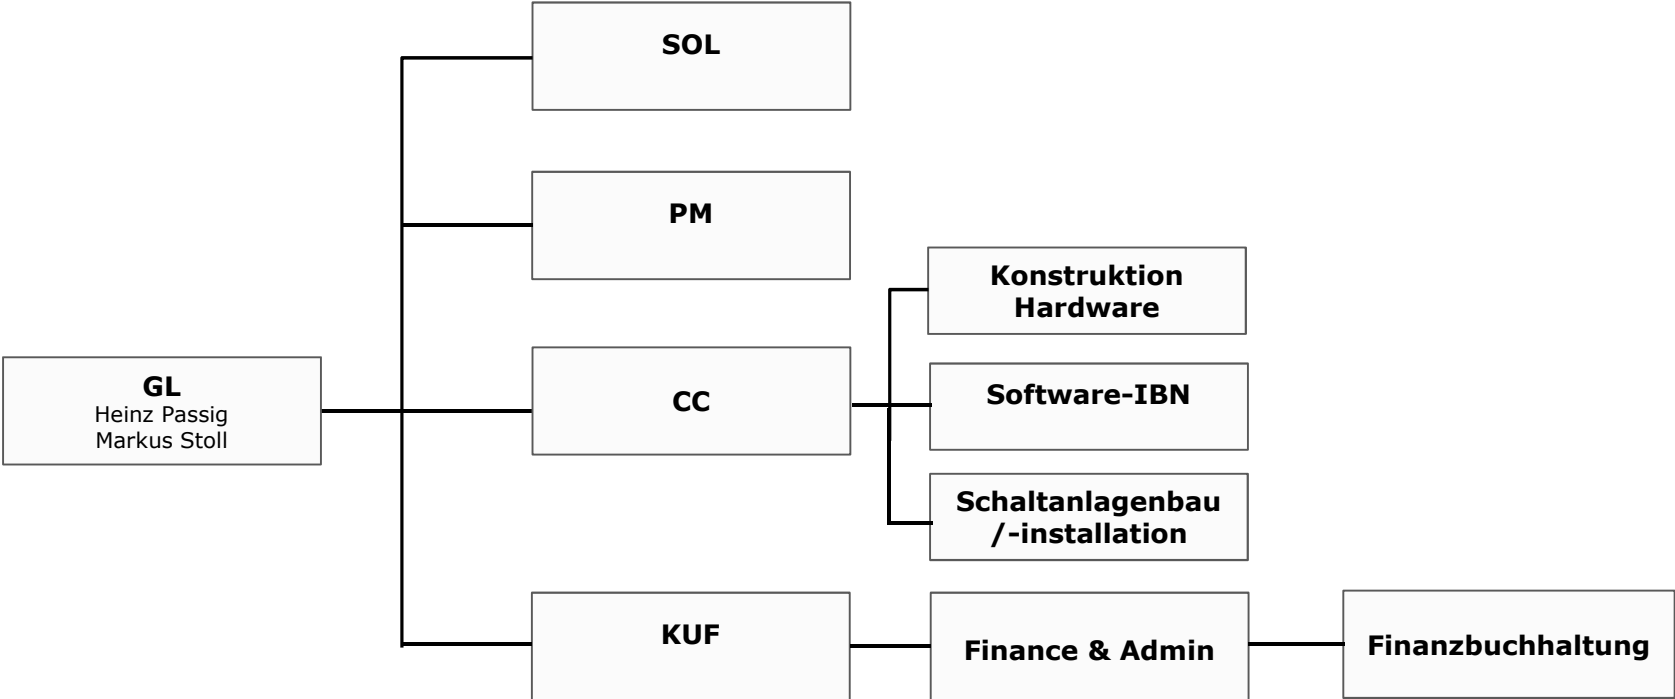 SOL
PM
Konstruktion
Hardware
GL
Heinz Passig
Markus Stoll
CC
Software-IBN
Schaltanlagenbau
/-installation
KUF
Finance & Admin
Finanzbuchhaltung